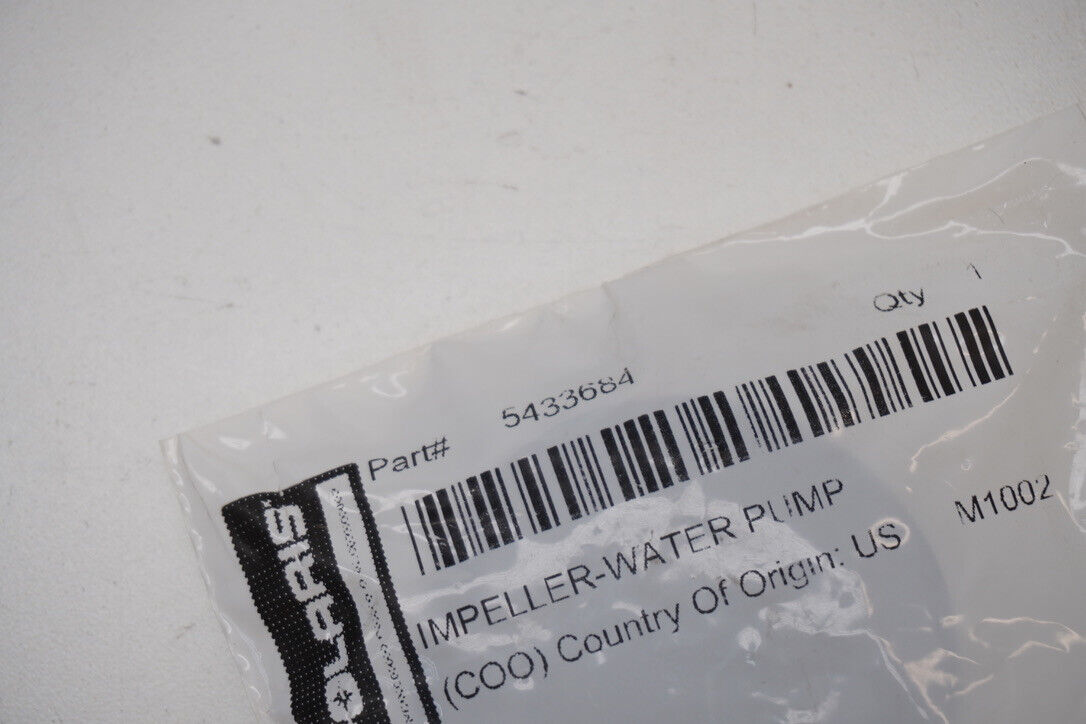 Part# 5433684 Qty 1
IMPELLER-WATER PUMP
(COO) Country Of Origin: US M1002
POLARIS